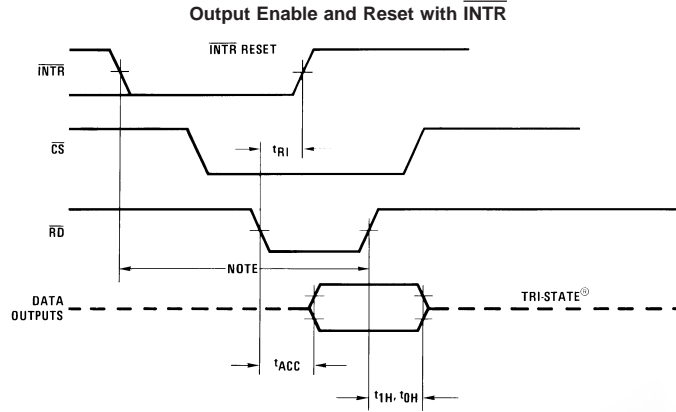 Output Enable and Reset with INTR
INTR RESET
INTR
CS
tRI
RD
NOTE
DATA
OUTPUTS
TRI-STATE®
tACC
t1H, t0H